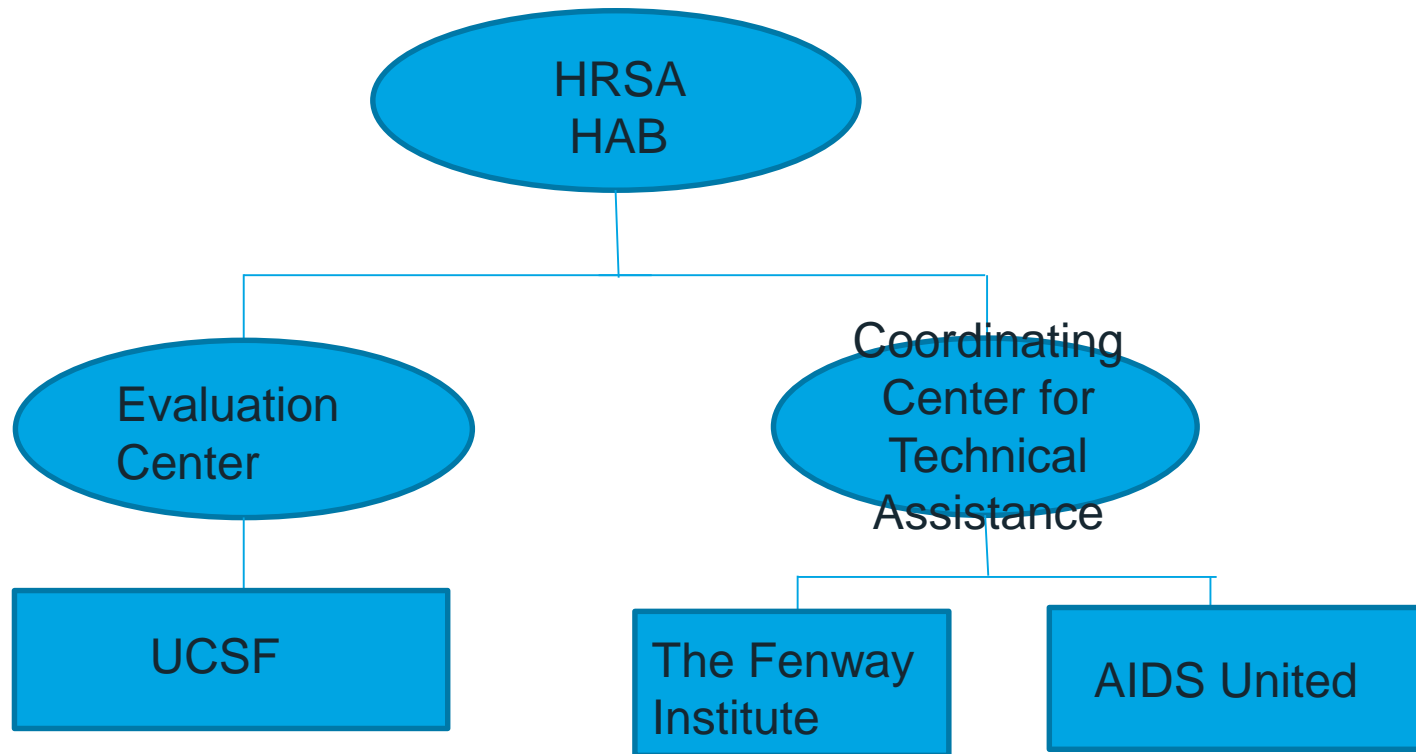 HRSA
HAB
Evaluation
Center
Coordinating
Center for
Technical
Assistance
UCSF
The Fenway
Institute
AIDS United